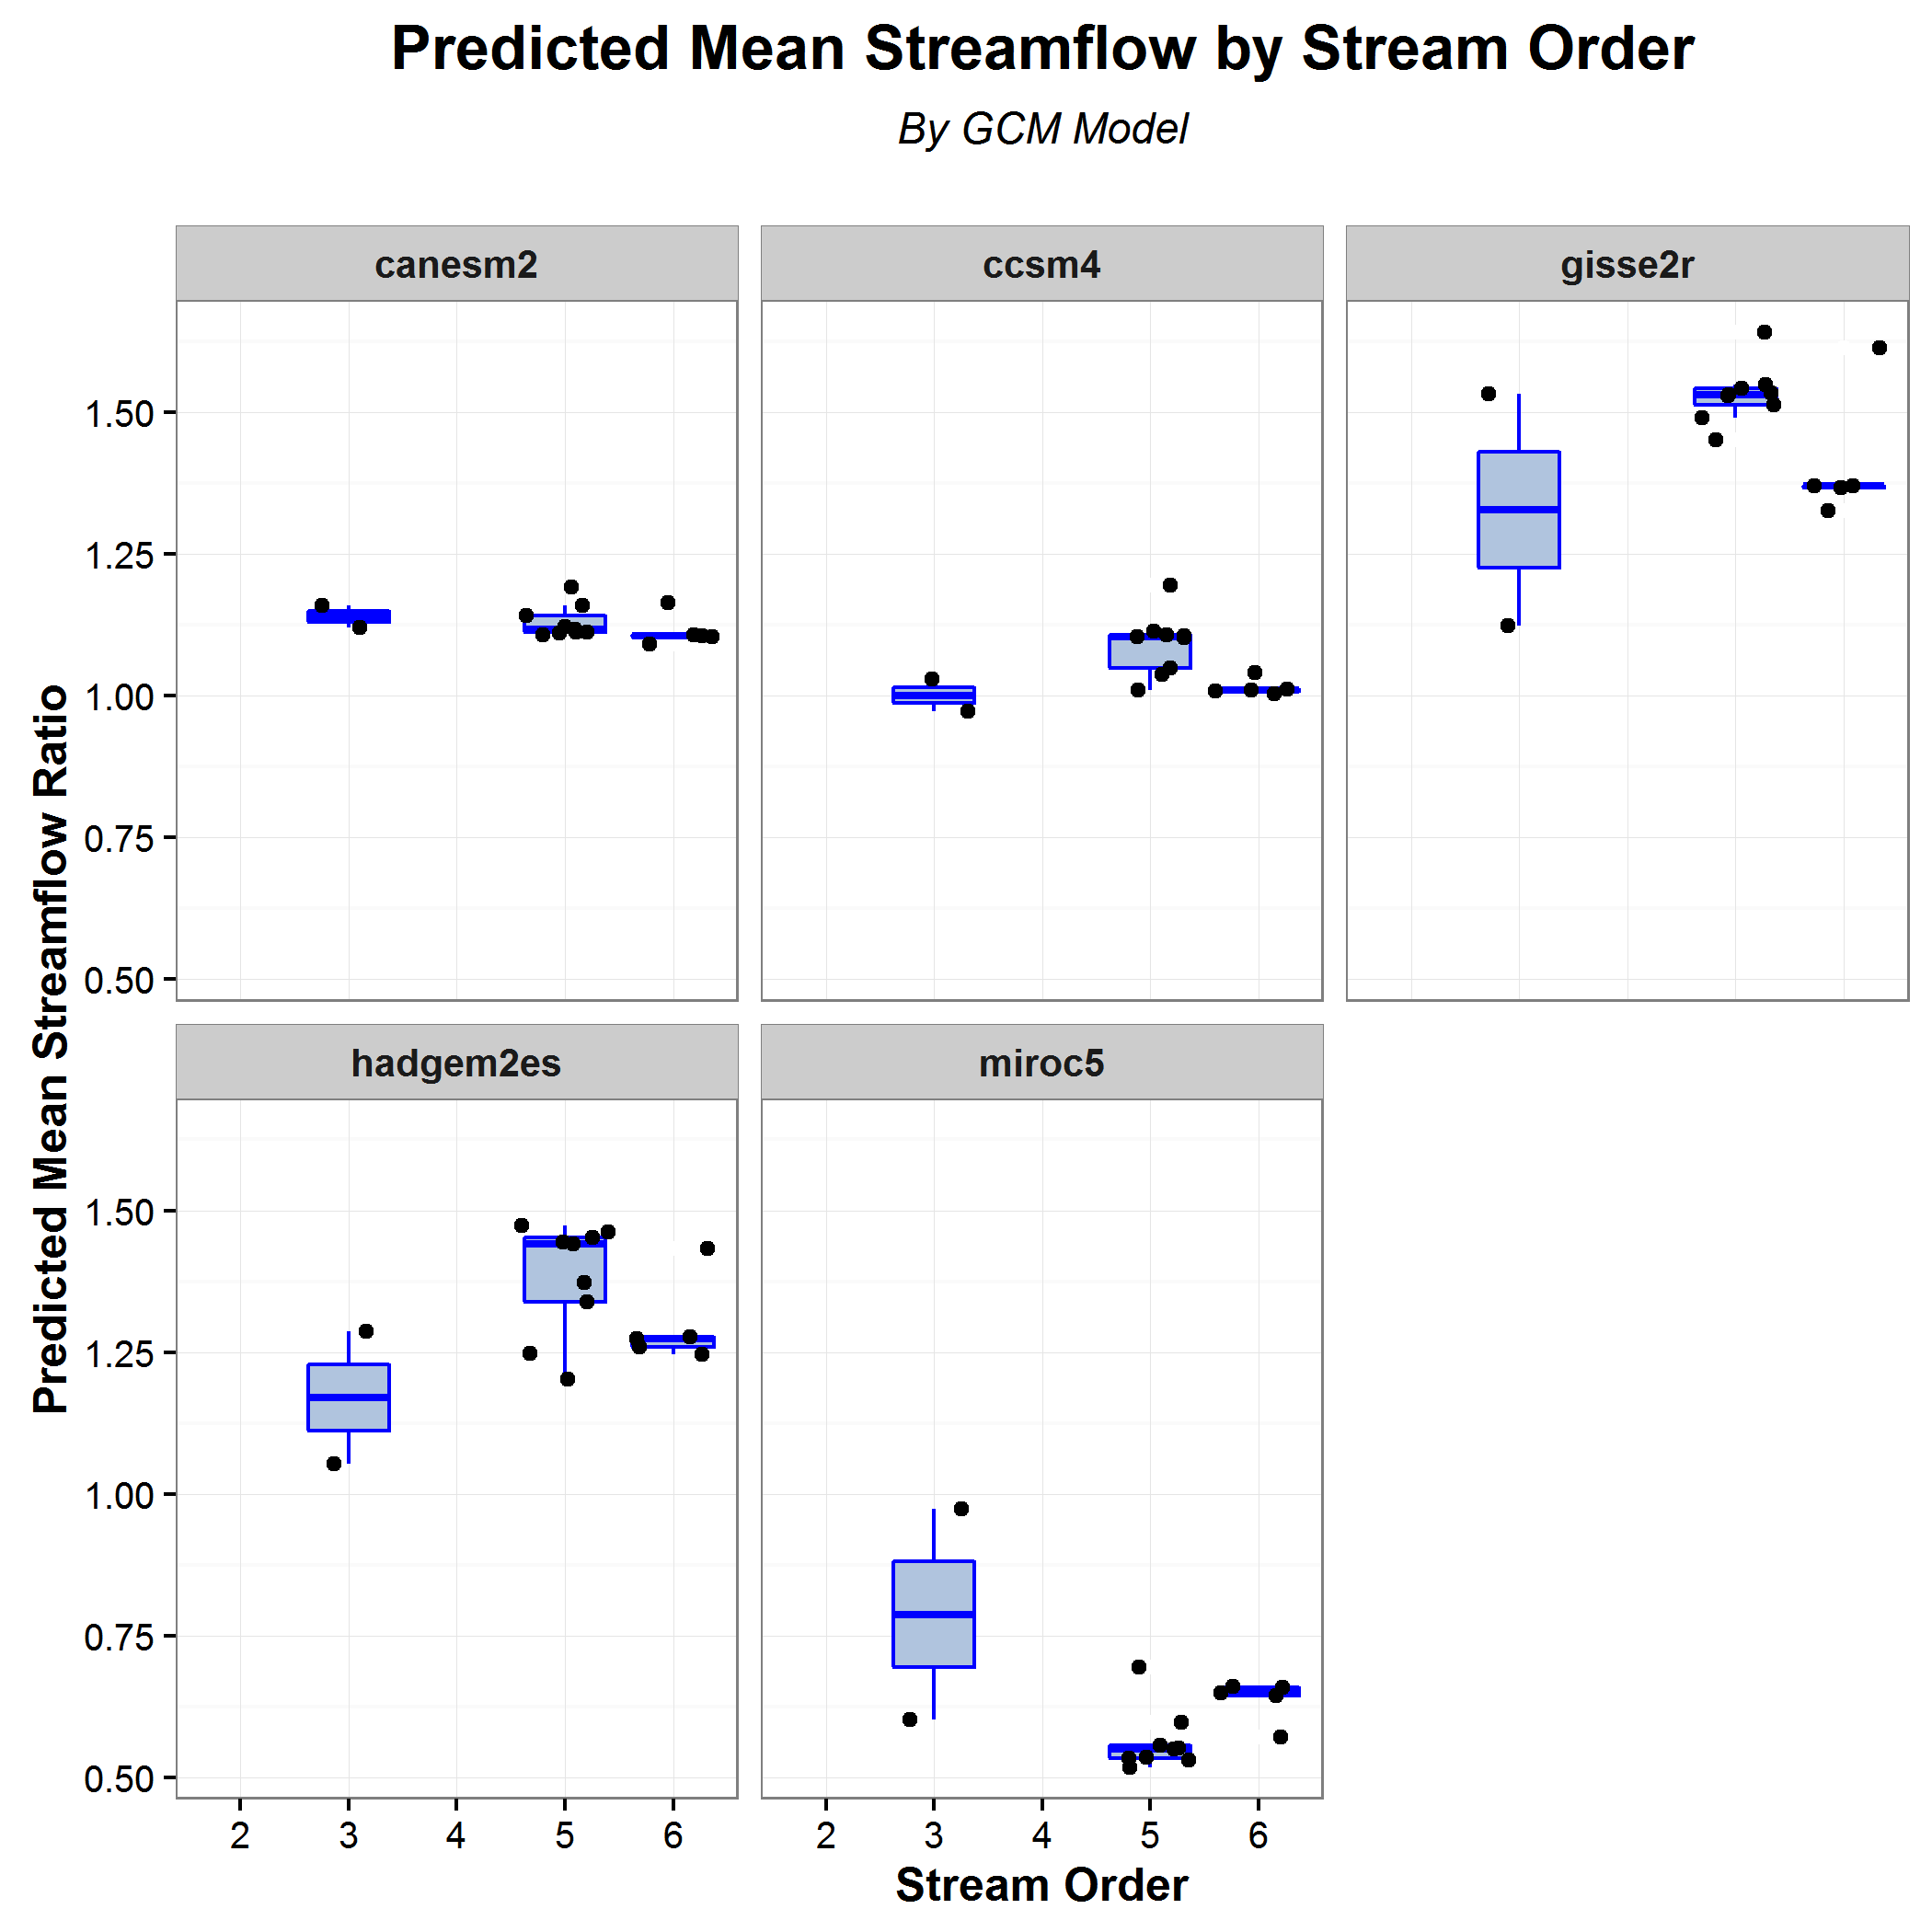 Predicted Mean Streamflow by Stream Order
By GCM Model
canesm2
ccsm4
gisse2r
1.50
1.25
1.00
0.75
0.50
Predicted Mean Streamflow Ratio
hadgem2es
miroc5
1.50
1.25
1.00
0.75
0.50
2 3 4 5 6
2 3 4 5 6
Stream Order